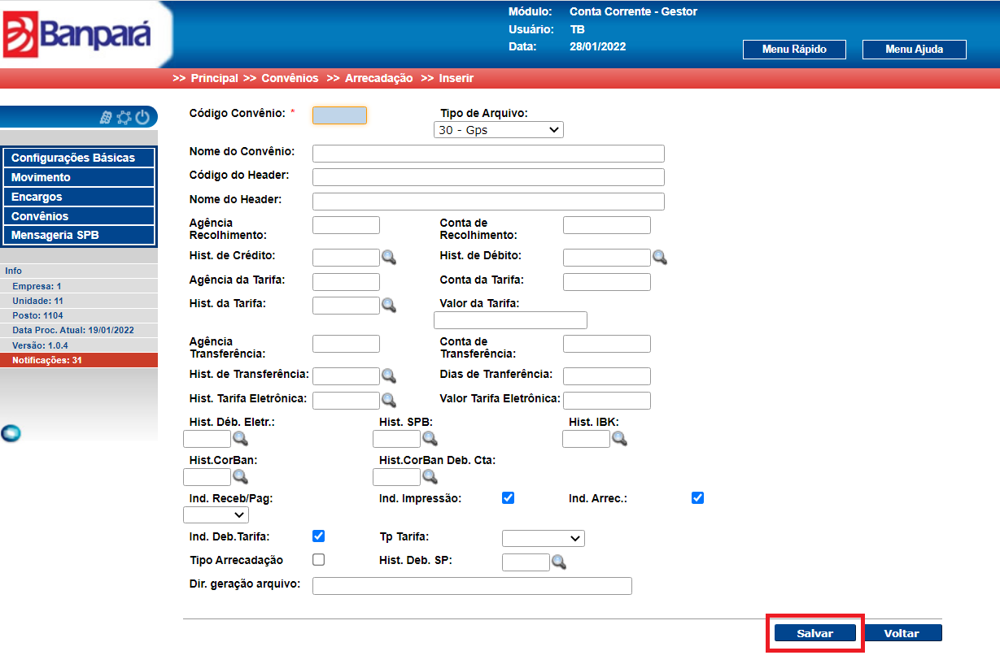 Banpará
Módulo: Conta Corrente - Gestor
Usuário: TB
Data: 28/01/2022
Menu Rápido Menu Ajuda
>> Principal >> Convênios >> Arrecadação >> Inserir
Configurações Básicas
Movimento
Encargos
Convênios
Mensageria SPB
Info
Empresa: 1
Unidade: 11
Posto: 1104
Data Proc. Atual: 19/01/2022
Versão: 1.0.4
Notificações: 31
Código Convênio: * Tipo de Arquivo:
30 - Gps
Nome do Convênio:
Código do Header:
Nome do Header:
Agência Conta de
Recolhimento: Recolhimento:
Hist. de Crédito: Hist. de Débito:
Agência da Tarifa: Conta da Tarifa:
Hist. da Tarifa: Valor da Tarifa:
Agência Conta de
Transferência: Transferência:
Hist. de Transferência: Dias de Tranferência:
Hist. Tarifa Eletrônica: Valor Tarifa Eletrônica:
Hist. Déb. Eletr.: Hist. SPB: Hist. IBK:
Hist.CorBan: Hist.CorBan Deb. Cta:
Ind. Receb/Pag: Ind. Impressão: Ind. Arrec.:
Ind. Deb.Tarifa: Tp Tarifa:
Tipo Arrecadação Hist. Deb. SP:
Dir. geração arquivo:
Salvar Voltar